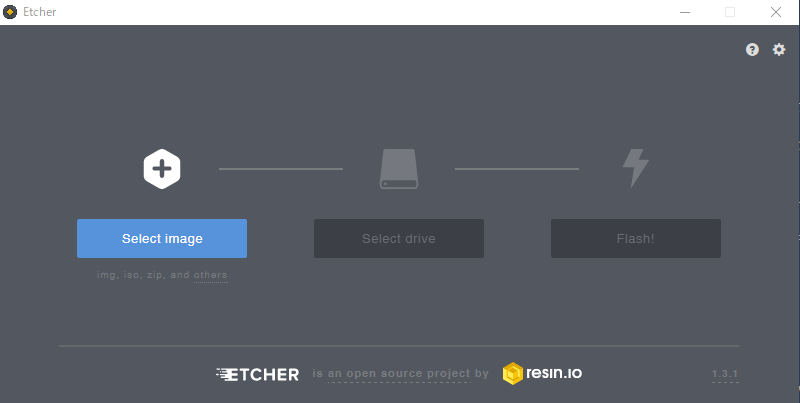 Etcher
Select image
Select drive
Flash!
img, iso, zip, and others
ETCHER is an open source project by resin.io
1.3.1